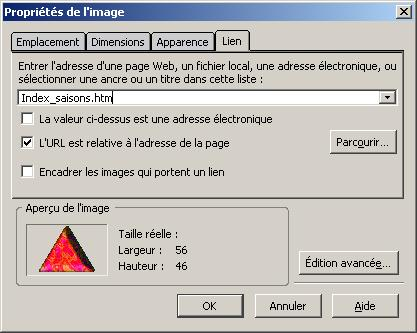 Propriétés de l'image
Emplacement Dimensions Apparence Lien
Entrer l'adresse d'une page Web, un fichier local, une adresse électronique, ou
sélectionner une ancre ou un titre dans cette liste :
Index_saisons.htm
La valeur ci-dessus est une adresse électronique
L'URL est relative à l'adresse de la page
Parcourir...
Encadrer les images qui portent un lien
Aperçu de l'image
Taille réelle :
Largeur : 56
Hauteur : 46
Édition avancée...
OK Annuler Aide